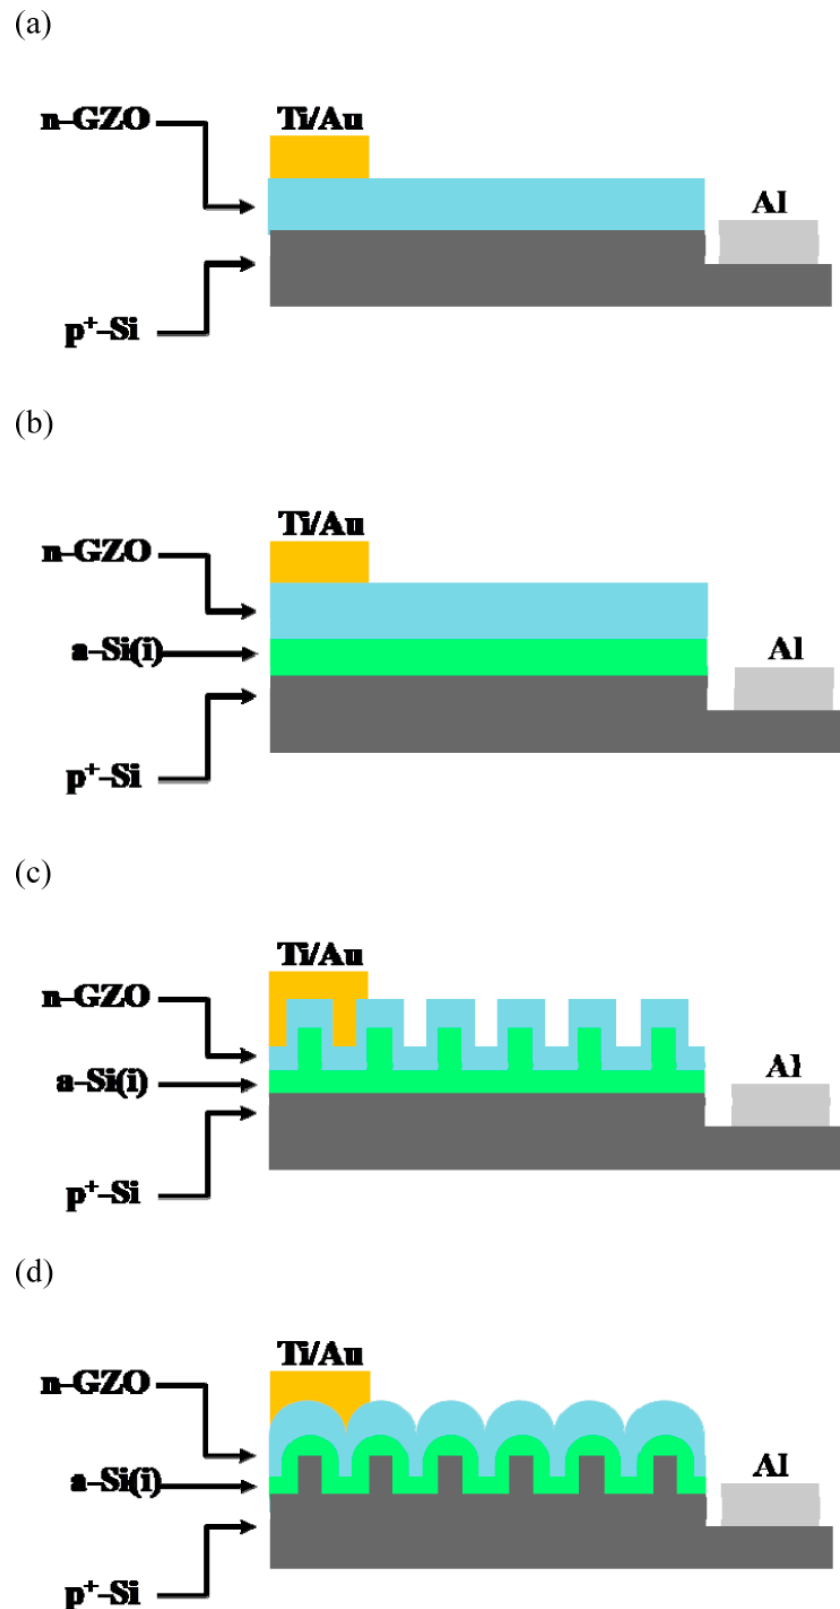 (a)
n-GZO
Ti/Au
Al
p⁺-Si
(b)
Ti/Au
n-GZO
a-Si(i)
Al
p⁺-Si
(c)
Ti/Au
n-GZO
a-Si(i)
Al
p⁺-Si
(d)
Ti/Au
n-GZO
a-Si(i)
Al
p⁺-Si